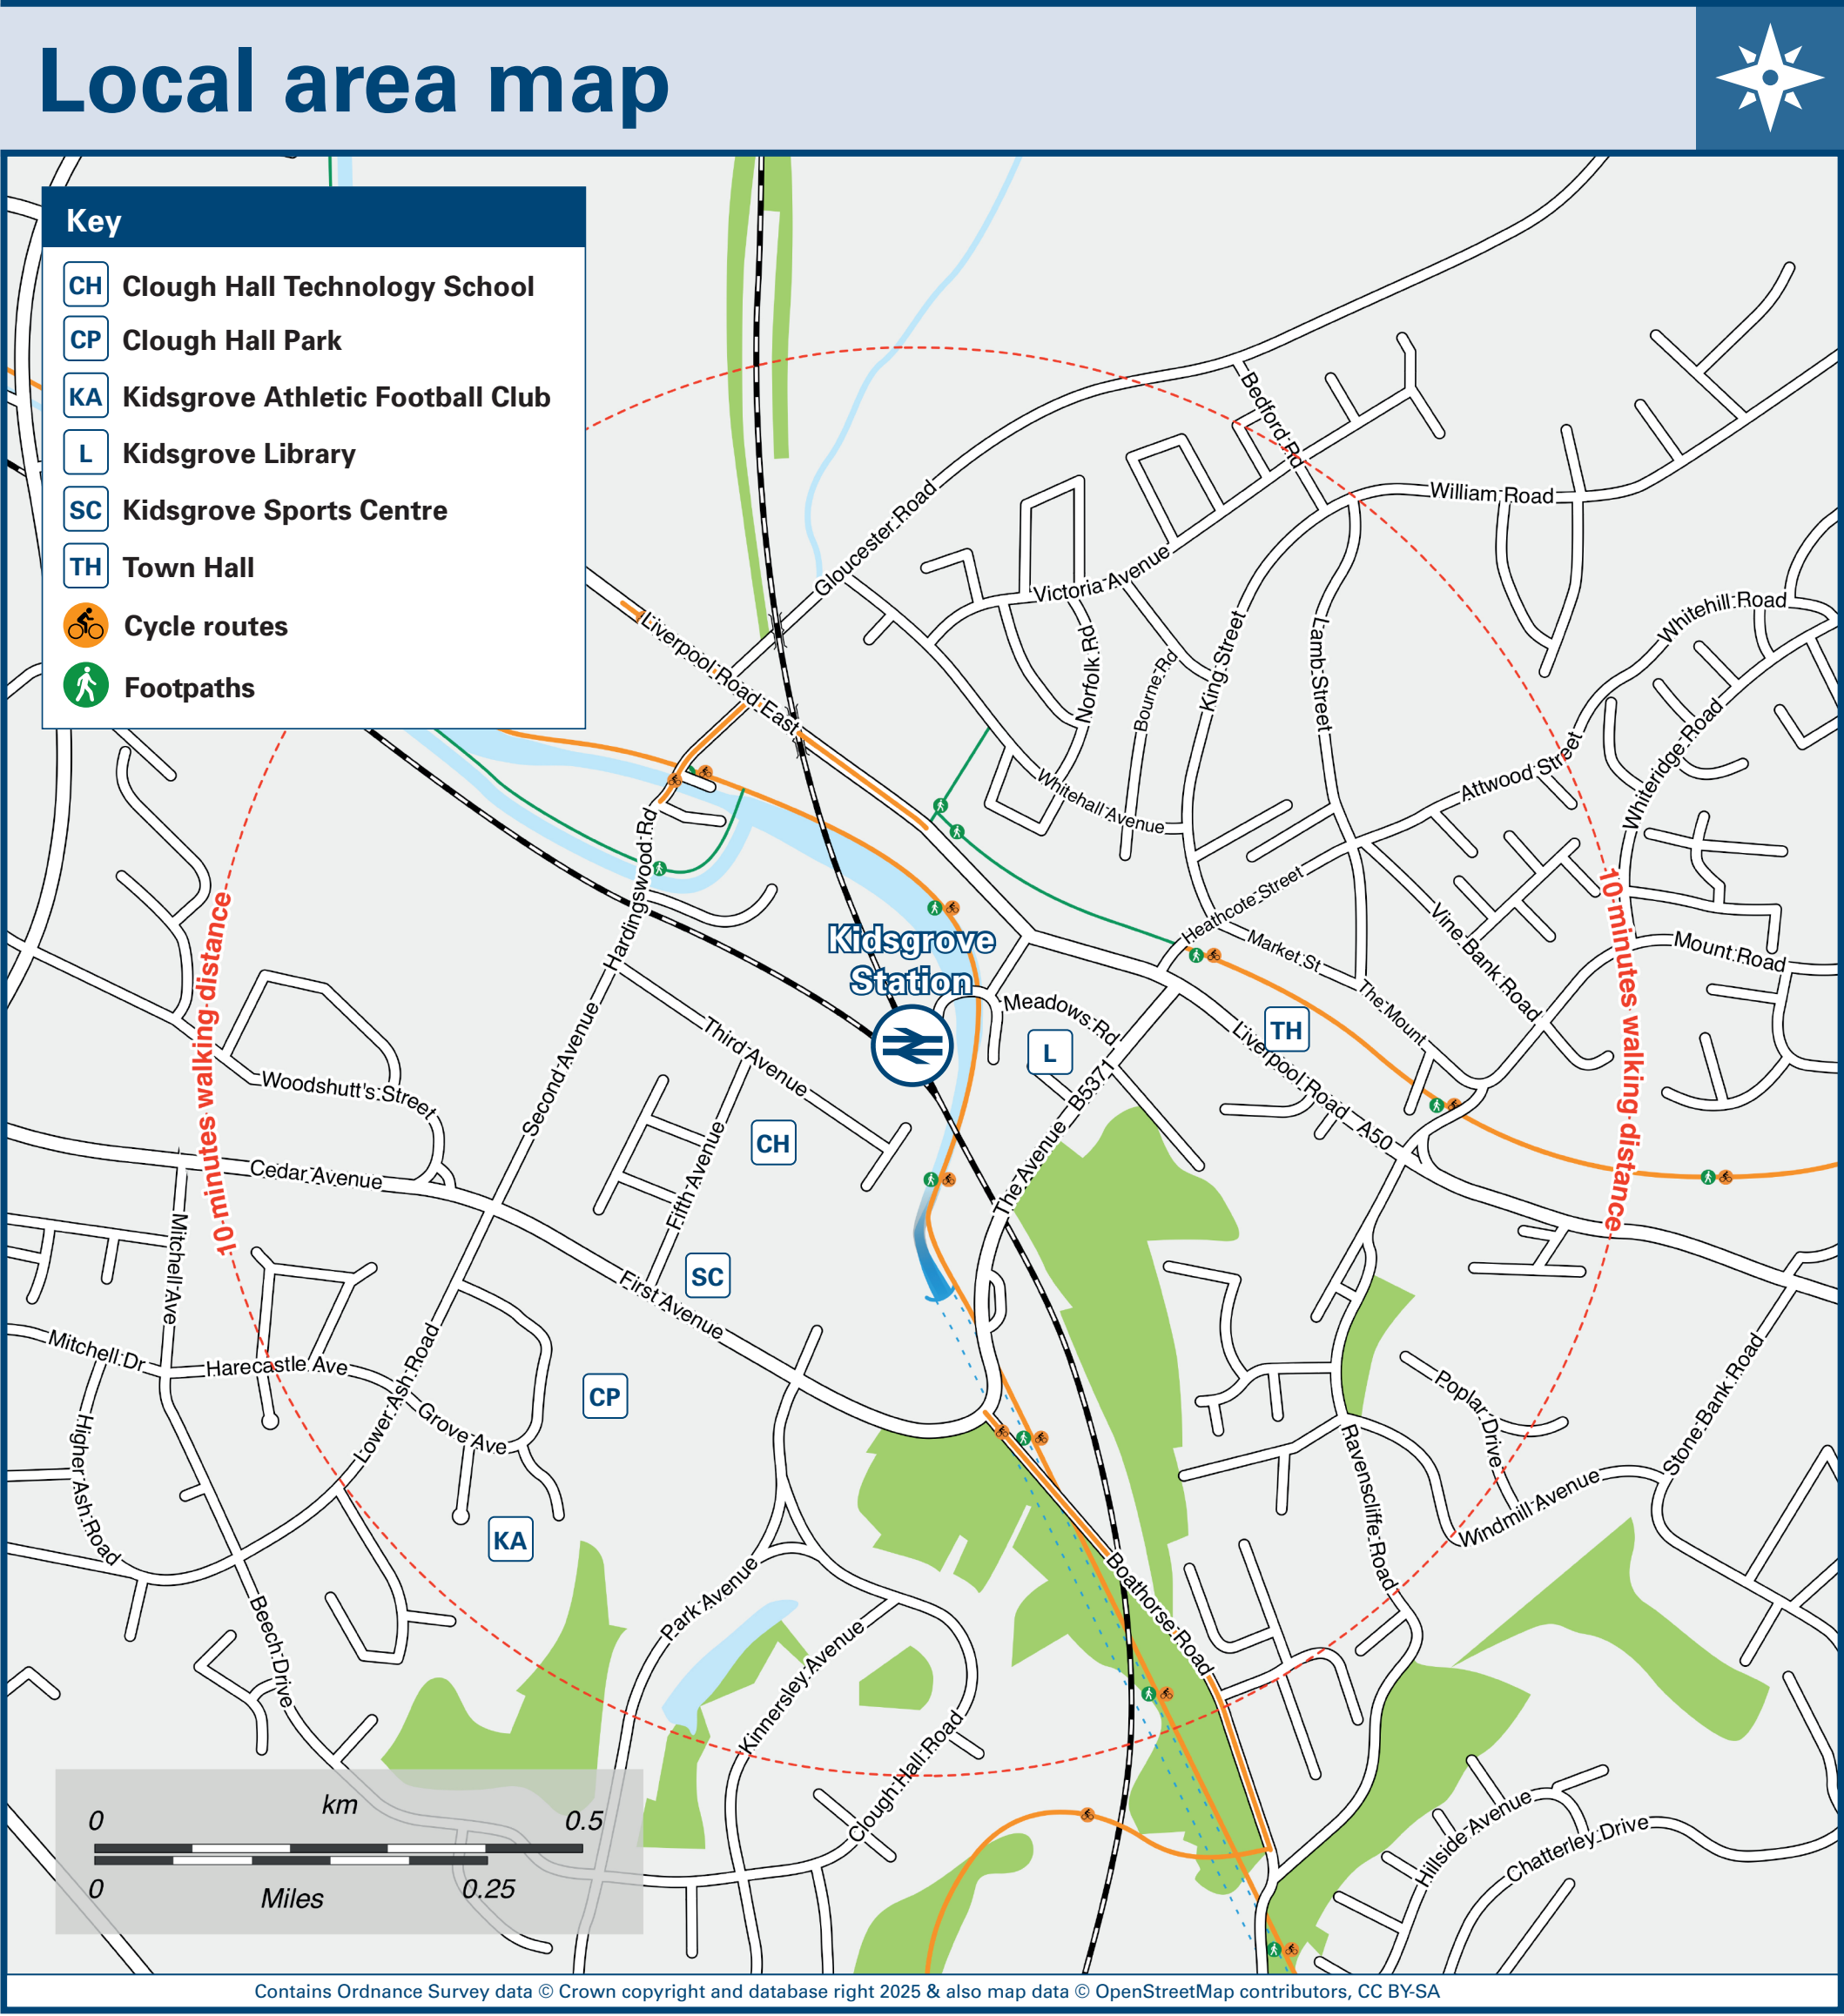 Local area map
Key
CH Clough Hall Technology School
CP Clough Hall Park
KA Kidsgrove Athletic Football Club
L Kidsgrove Library
SC Kidsgrove Sports Centre
TH Town Hall
Cycle routes
Footpaths
Bedford Rd
William Road
Gloucester Road
Victoria Avenue
Whitehill Road
Liverpool Road East
Norfolk Rd
Bourne Rd
King Street
Lamb Street
Whitehall Avenue
Attwood Street
Whiteridge Road
Hardingswood Rd
Heathcote Street
Market St
Vine Bank Road
Mount Road
10 minutes walking distance
10 minutes walking distance
Kidsgrove
Station
Meadows Rd
The Mount
TH
L
Liverpool Road A50
Third Avenue
Second Avenue
Woodshutt's Street
The Avenue B5371
CH
Cedar Avenue
Fifth Avenue
Mitchell Ave
SC
First Avenue
Mitchell Dr
Harecastle Ave
Lower Ash Road
CP
Grove Ave
Higher Ash Road
Poplar Drive
Stone Bank Road
Ravenscliffe Road
Windmill Avenue
KA
Park Avenue
Boathorse Road
Beech Drive
Kinnersley Avenue
Clough Hall Road
Hillside Avenue
Chatterley Drive
km
0 0.5
0 0.25
Miles
Contains Ordnance Survey data © Crown copyright and database right 2025 & also map data © OpenStreetMap contributors, CC BY-SA